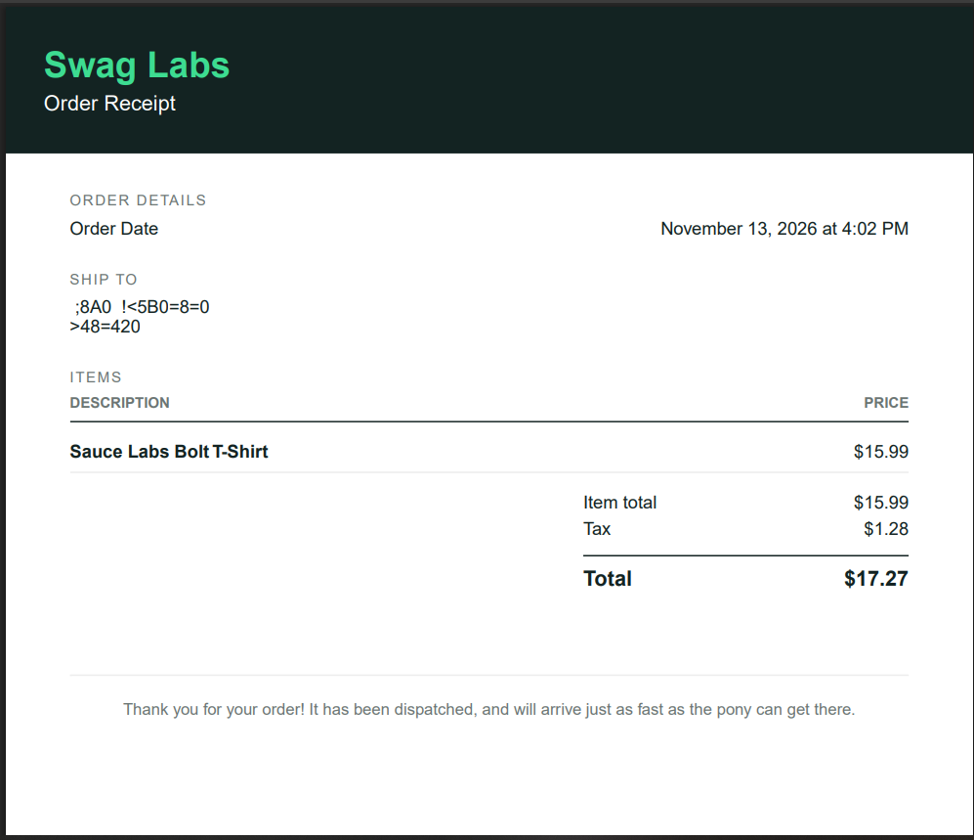 Swag Labs
Order Receipt
ORDER DETAILS
Order Date November 13, 2026 at 4:02 PM
SHIP TO
;8A0 !<5B0=8=0
>48=420
ITEMS
DESCRIPTION PRICE
Sauce Labs Bolt T-Shirt $15.99
Item total $15.99
Tax $1.28
Total $17.27
Thank you for your order! It has been dispatched, and will arrive just as fast as the pony can get there.